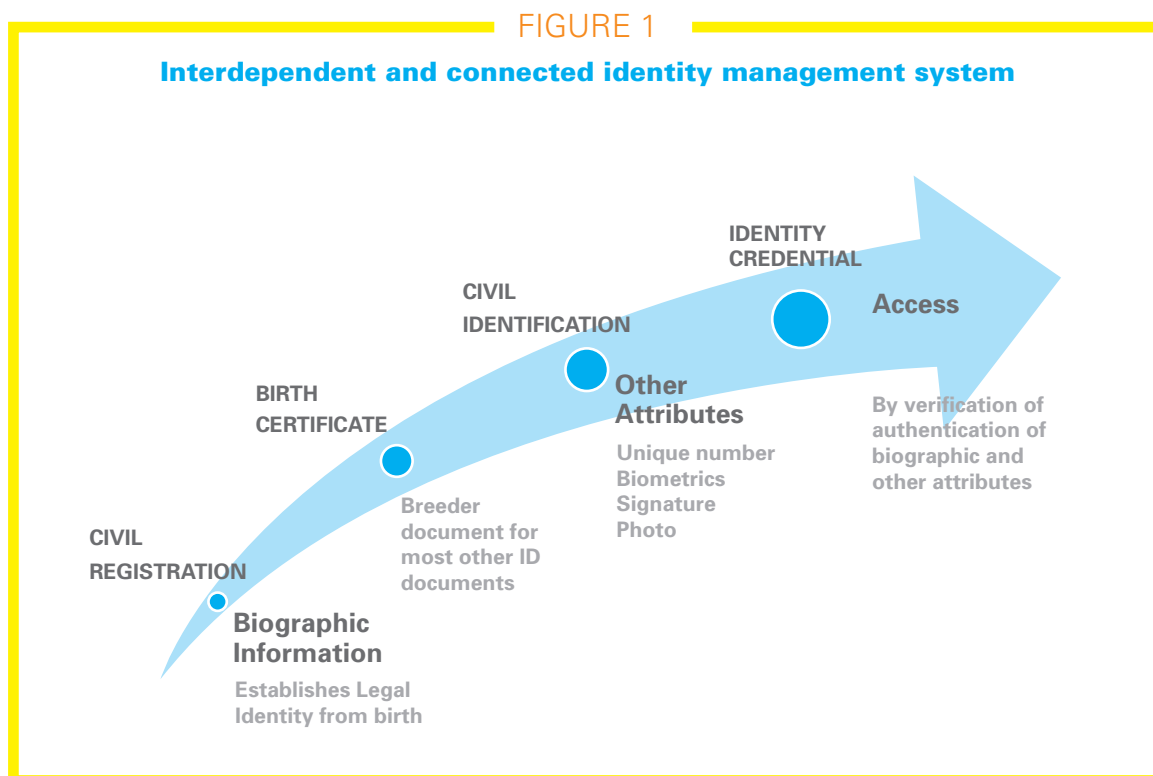 FIGURE 1
Interdependent and connected identity management system
CIVIL
REGISTRATION
Biographic
Information
Establishes Legal
Identity from birth
BIRTH
CERTIFICATE
Breeder
document for
most other ID
documents
CIVIL
IDENTIFICATION
Other
Attributes
Unique number
Biometrics
Signature
Photo
IDENTITY
CREDENTIAL
Access
By verification of
authentication of
biographic and
other attributes